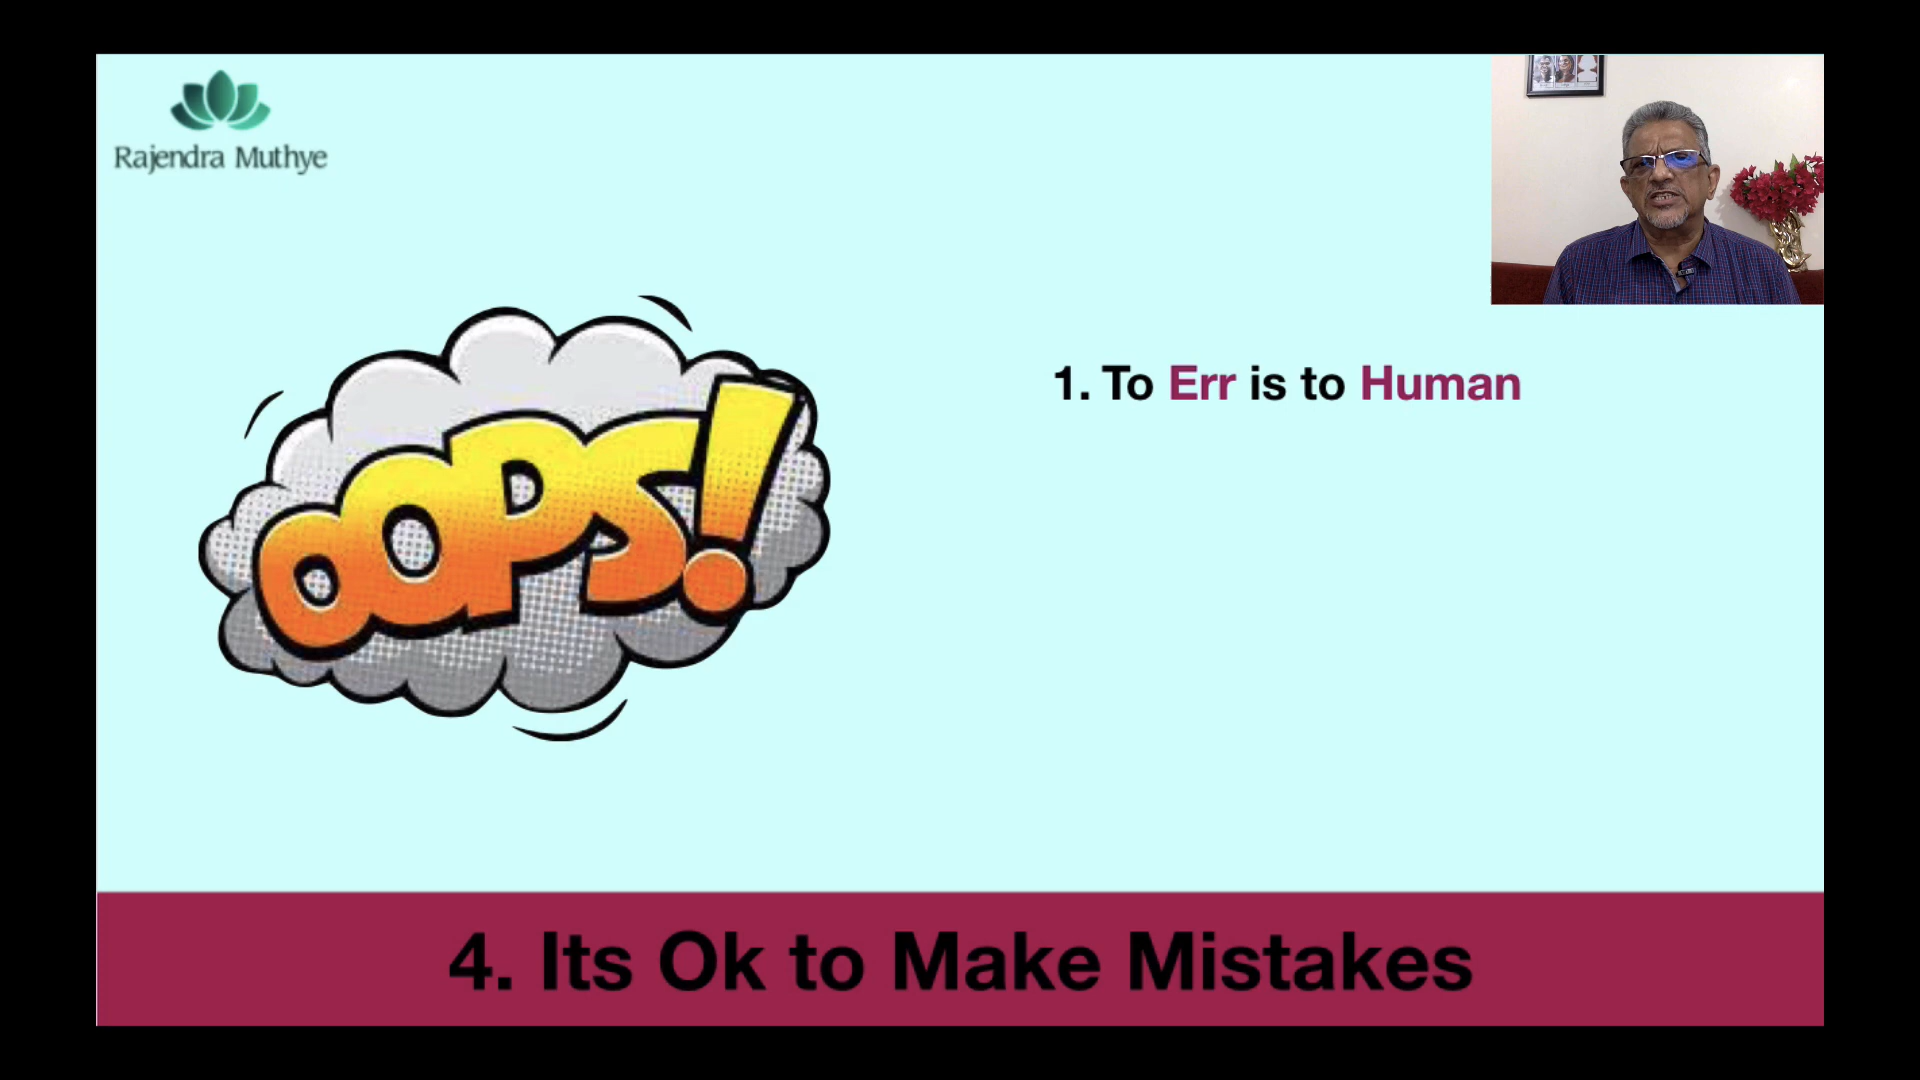 Rajendra Muthye
OOPS!
1. To Err is to Human
4. Its Ok to Make Mistakes